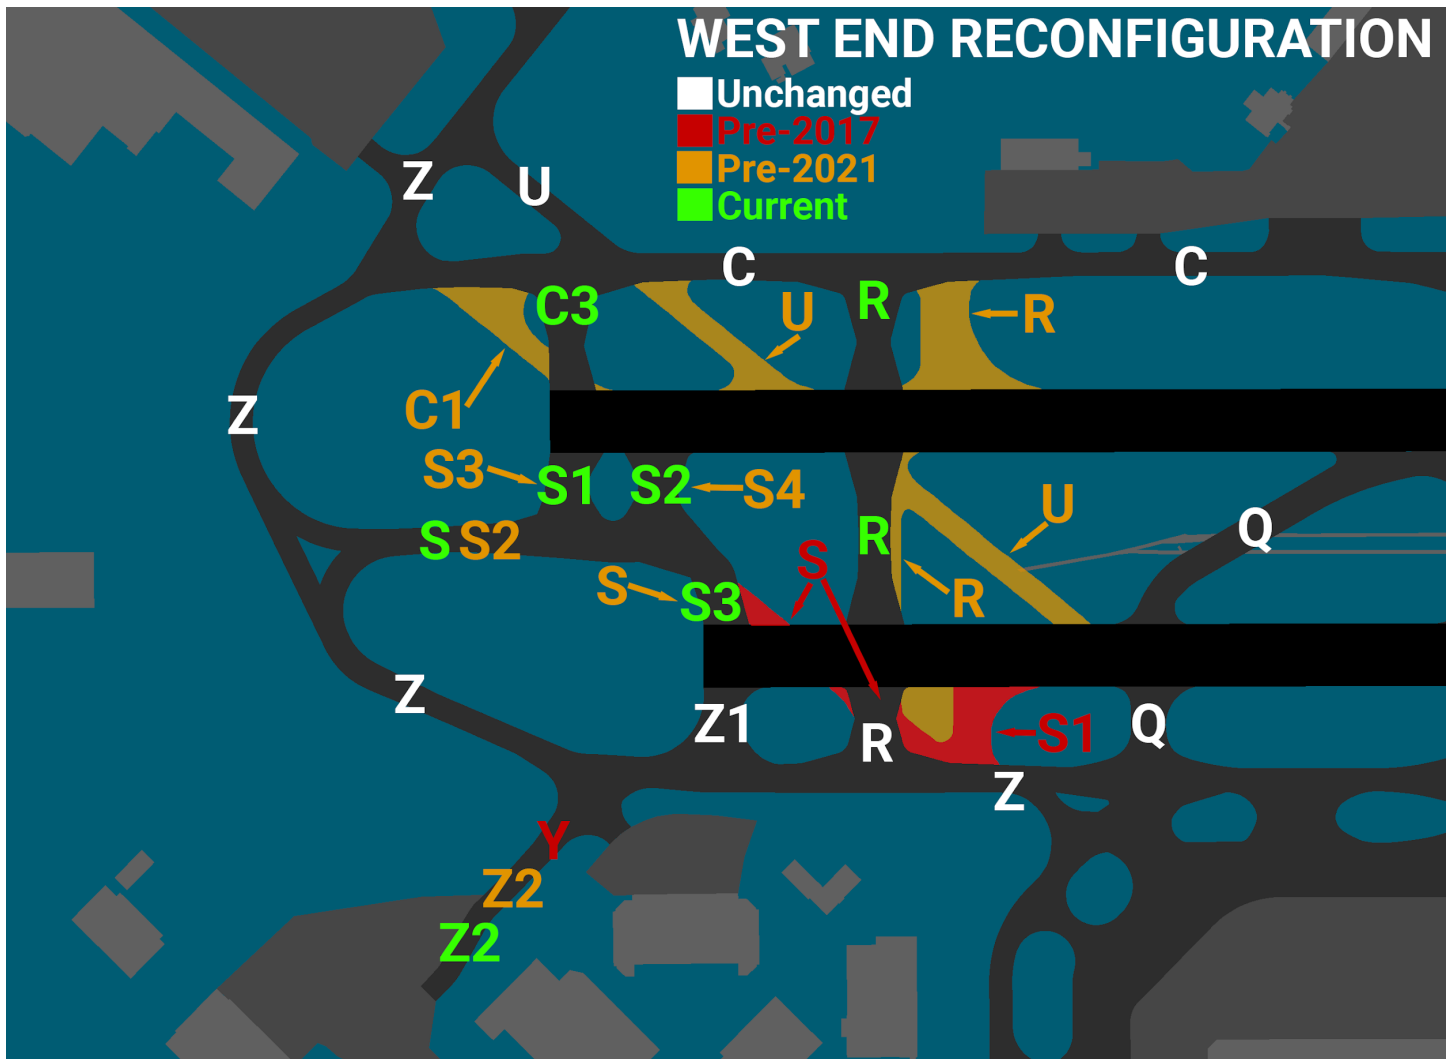 WEST END RECONFIGURATION
Unchanged
Pre-2017
Pre-2021
Current
Z
U
C
C
C3
U
R
R
C1
Z
S3
S1
S2
S4
U
Q
S
S2
R
S
S
S3
R
Z
Z1
R
S1
Q
Z
Y
Z2
Z2